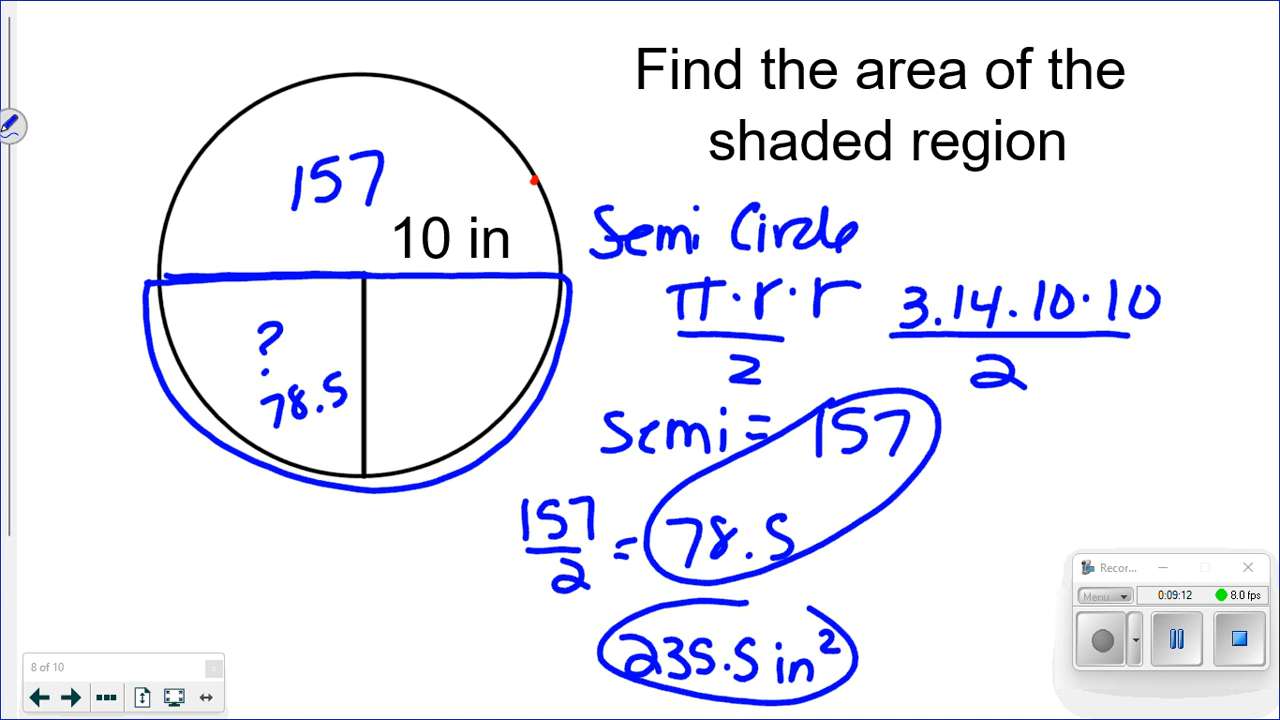 Find the area of the
shaded region
157
10 in
Semi Circle
π·r·r
2
3.14·10·10
2
?
78.5
Semi = 157
157
2
= 78.5
235.5 in²
Recor...
Menu
0:09:12
8.0 fps
8 of 10